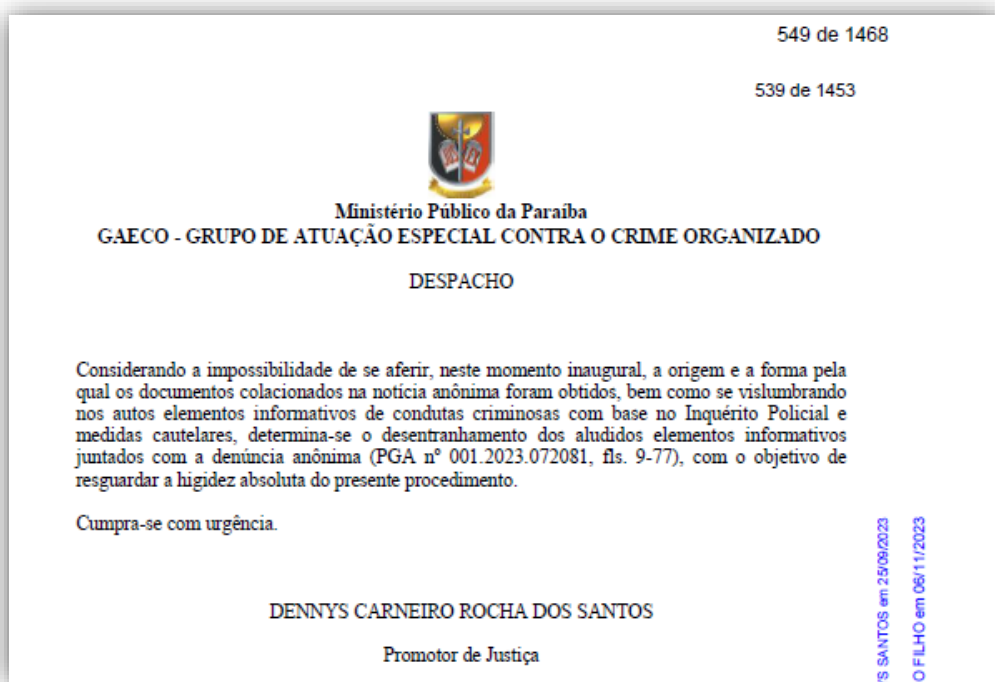 549 de 1468
539 de 1453
Ministério Público da Paraíba
GAECO - GRUPO DE ATUAÇÃO ESPECIAL CONTRA O CRIME ORGANIZADO
DESPACHO
Considerando a impossibilidade de se aferir, neste momento inaugural, a origem e a forma pela
qual os documentos colacionados na notícia anônima foram obtidos, bem como se vislumbrando
nos autos elementos informativos de condutas criminosas com base no Inquérito Policial e
medidas cautelares, determina-se o desentranhamento dos aludidos elementos informativos
juntados com a denúncia anônima (PGA nº 001.2023.072081, fls. 9-77), com o objetivo de
resguardar a higidez absoluta do presente procedimento.
Cumpra-se com urgência.
DENNYS CARNEIRO ROCHA DOS SANTOS
Promotor de Justiça
SANTOS em 25/09/2023
O FILHO em 06/11/2023